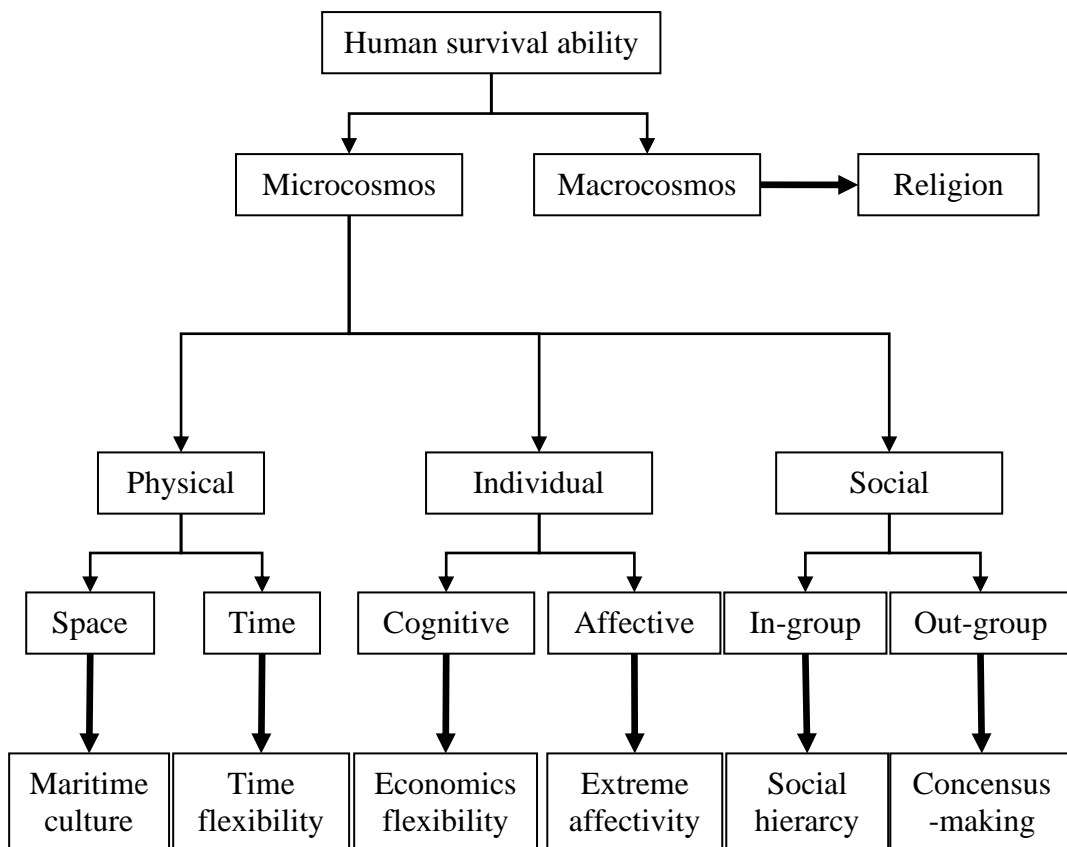 Human survival ability
Microcosmos
Macrocosmos
Religion
Physical
Individual
Social
Space
Time
Cognitive
Affective
In-group
Out-group
Maritime
culture
Time
flexibility
Economics
flexibility
Extreme
affectivity
Social
hierarcy
Concensus
-making